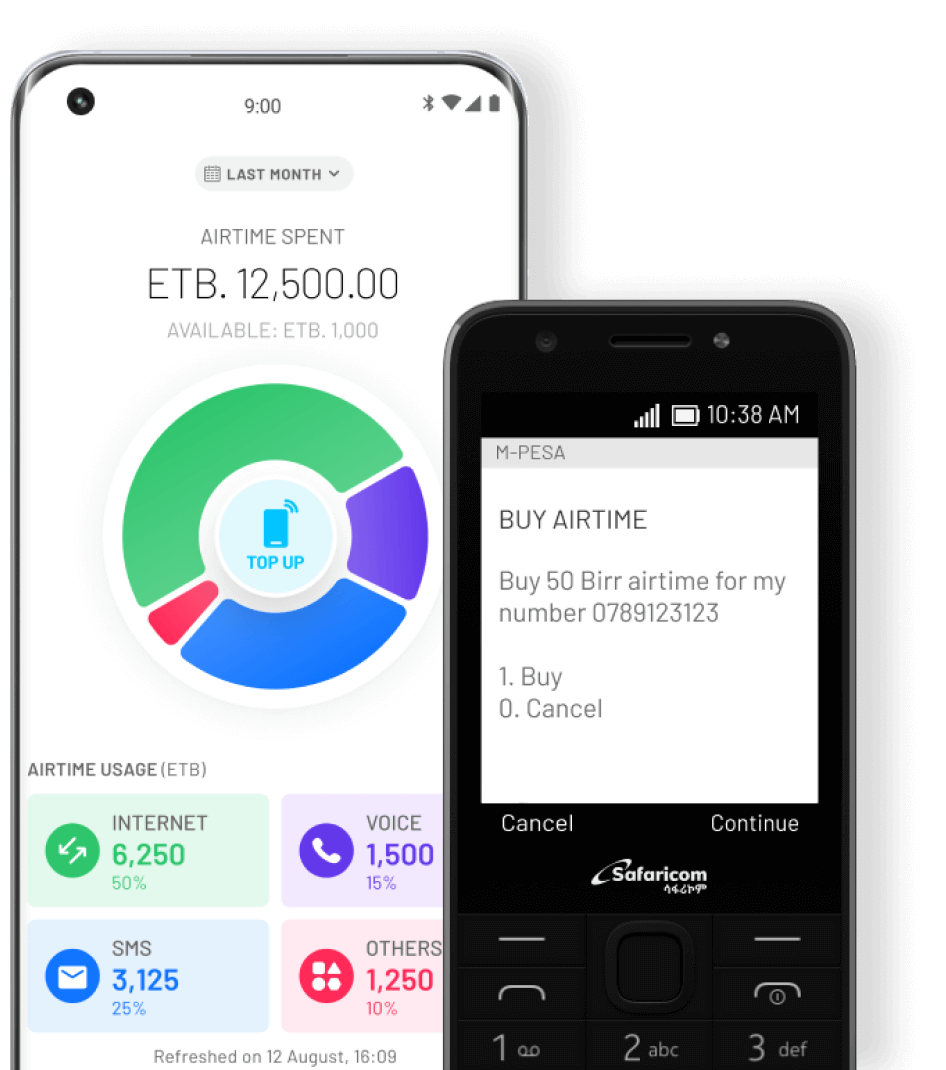 9:00
LAST MONTH
AIRTIME SPENT
ETB. 12,500.00
AVAILABLE: ETB. 1,000
TOP UP
AIRTIME USAGE (ETB)
INTERNET
6,250
50%
VOICE
1,500
15%
SMS
3,125
25%
OTHERS
1,250
10%
Refreshed on 12 August, 16:09
10:38 AM
M-PESA
BUY AIRTIME
Buy 50 Birr airtime for my
number 0789123123
1. Buy
0. Cancel
Cancel
Continue
Safaricom
ሳፋሪኮም
1
2 abc
3 def